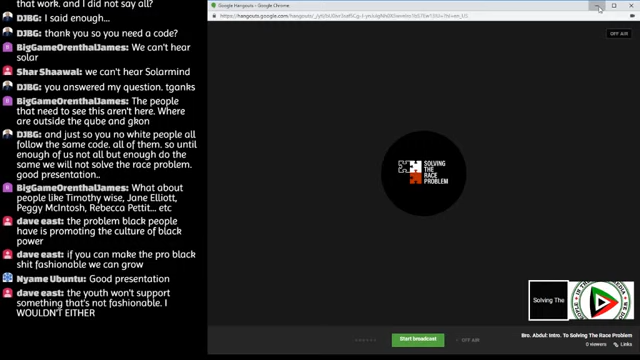 that work. and I did not say all?
DJBG: I said enough...
DJBG: thank you so you need a code?
BigGameOrenthalJames: We can't hear
solar
Shar Shaawal: we can't hear Solarmind
DJBG: you answered my question. tganks
BigGameOrenthalJames: The people
that need to see this aren't here. Where
are outside the qube and gkon
DJBG: and just so you no white people all
follow the same code. all of them. so until
enough of us not all but enough do the
same we will not solve the race problem.
good presentation..
BigGameOrenthalJames: What about
people like Timothy wise, Jane Elliott,
Peggy McIntosh, Rebecca Pettit... etc
dave east: the problem black people
have is promoting the culture of black
power
dave east: if you can make the pro black
shit fashionable we can grow
Nyame Ubuntu: Good presentation
dave east: the youth won't support
something that's not fashionable. I
WOULDN'T EITHER
Google Hangouts - Google Chrome
https://hangouts.google.com/hangouts/
OFF AIR
SOLVING
THE
RACE
PROBLEM
Solving The
Bro. Abdul: Intro. To Solving The Race Problem
0 viewers
Links
Start broadcast
OFF AIR